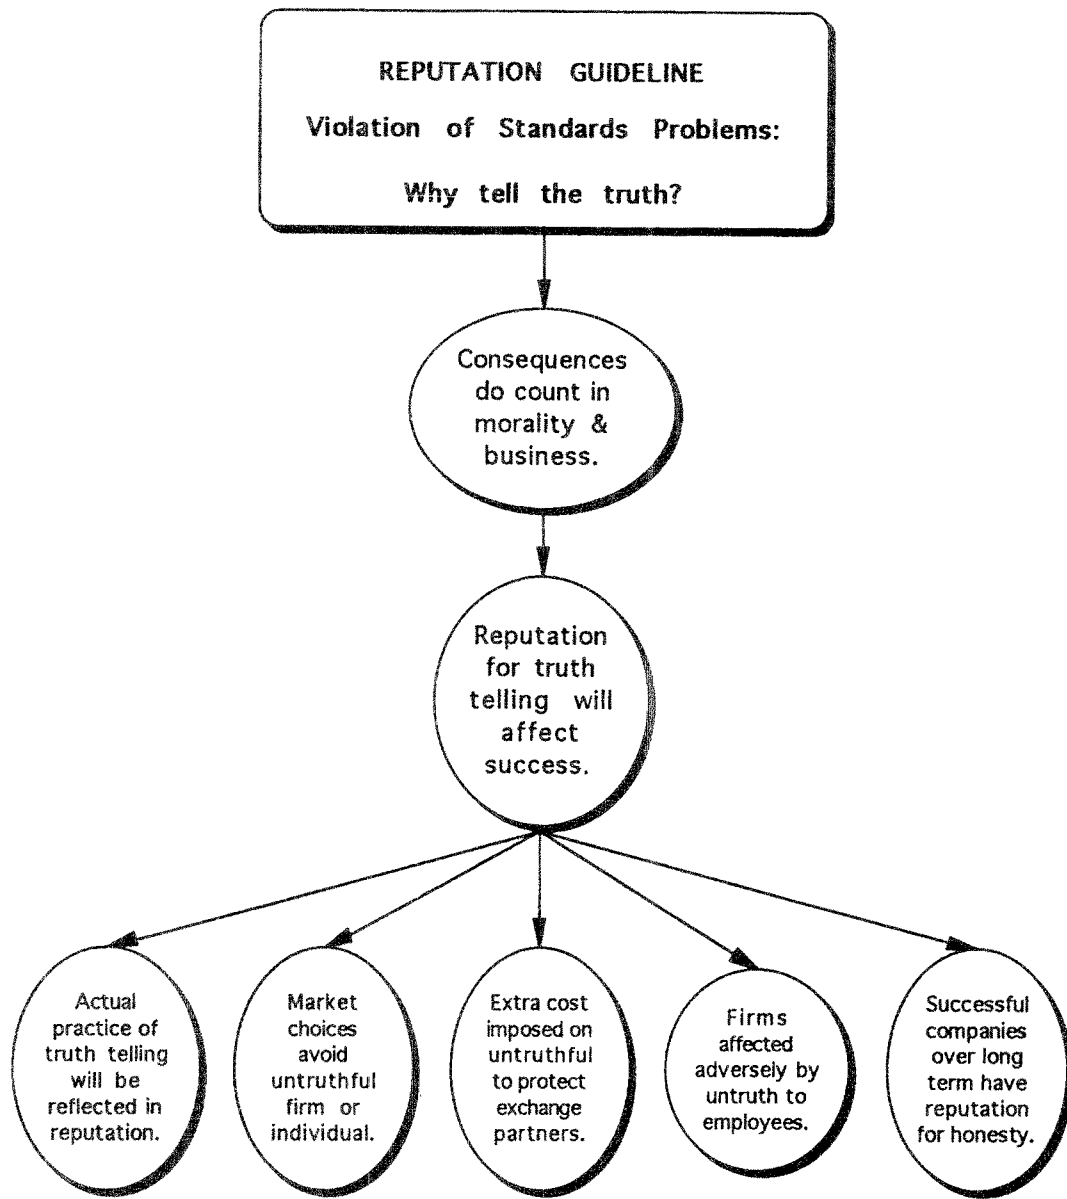 REPUTATION GUIDELINE
Violation of Standards Problems:
Why tell the truth?
Consequences
do count in
morality &
business.
Reputation
for truth
telling will
affect
success.
Actual
practice of
truth telling
will be
reflected in
reputation.
Market
choices
avoid
untruthful
firm or
individual.
Extra cost
imposed on
untruthful
to protect
exchange
partners.
Firms
affected
adversely by
untruth to
employees.
Successful
companies
over long
term have
reputation
for honesty.